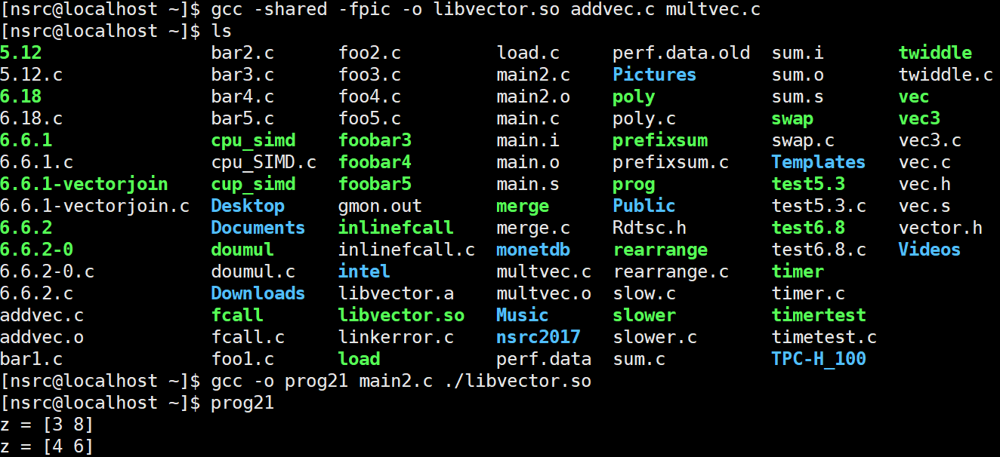 [nsrc@localhost ~]$ gcc -shared -fpic -o libvector.so addvec.c multvec.c
[nsrc@localhost ~]$ ls
5.12 bar2.c foo2.c load.c perf.data.old sum.i twiddle
5.12.c bar3.c foo3.c main2.c Pictures sum.o twiddle.c
6.18 bar4.c foo4.c main2.o poly sum.s vec
6.18.c bar5.c foo5.c main.c poly.c swap vec3
6.6.1 cpu_simd foobar3 main.i prefixsum swap.c vec3.c
6.6.1.c cpu_SIMD.c foobar4 main.o prefixsum.c Templates vec.c
6.6.1-vectorjoin cup_simd foobar5 main.s prog test5.3 vec.h
6.6.1-vectorjoin.c Desktop gmon.out merge Public test5.3.c vec.s
6.6.2 Documents inlinefcall merge.c Rdtsc.h test6.8 vector.h
6.6.2-0 doumul inlinefcall.c monetdb rearrange test6.8.c Videos
6.6.2-0.c doumul.c intel multvec.c rearrange.c timer
6.6.2.c Downloads libvector.a multvec.o slow.c timer.c
addvec.c fcall libvector.so Music slower timertest
addvec.o fcall.c linkerror.c nsrc2017 slower.c timetest.c
bar1.c foo1.c load perf.data sum.c TPC-H_100
[nsrc@localhost ~]$ gcc -o prog21 main2.c ./libvector.so
[nsrc@localhost ~]$ prog21
z = [3 8]
z = [4 6]